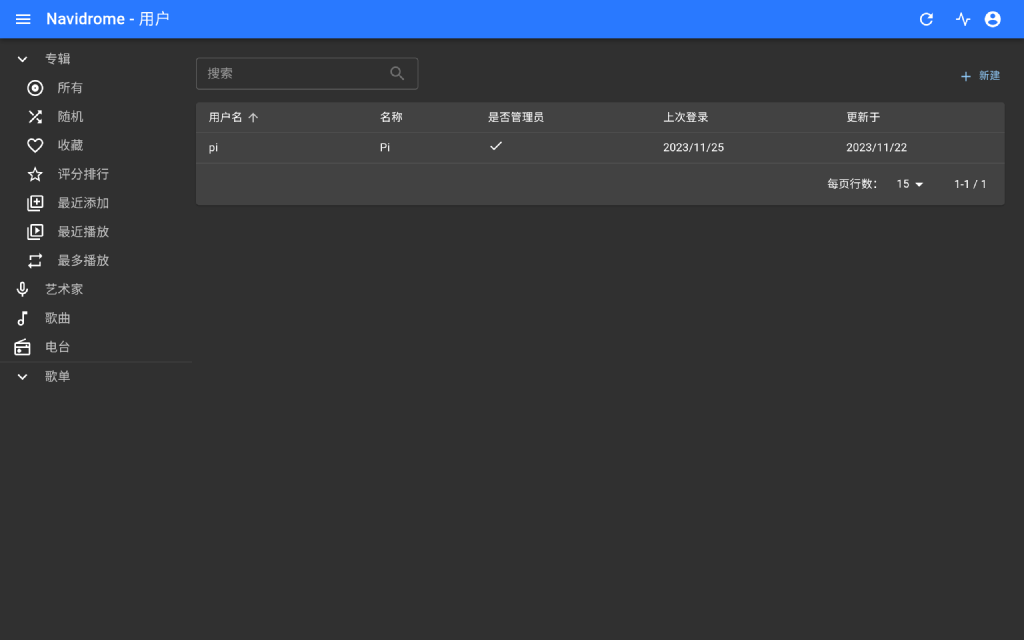 Navidrome - 用户
专辑
所有
随机
收藏
评分排行
最近添加
最近播放
最多播放
艺术家
歌曲
电台
歌单
搜索
新建
用户名 名称 是否管理员 上次登录 更新于
pi Pi 2023/11/25 2023/11/22
每页行数: 15 1-1 / 1